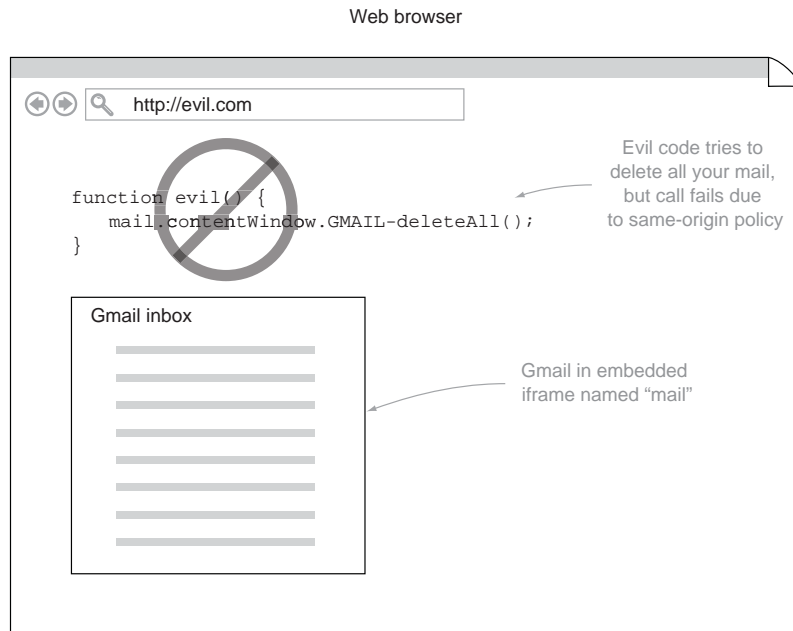 Web browser
http://evil.com
Evil code tries to
delete all your mail,
but call fails due
to same-origin policy
function evil() {
mail.contentWindow.GMAIL-deleteAll();
}
Gmail inbox
Gmail in embedded
iframe named “mail”